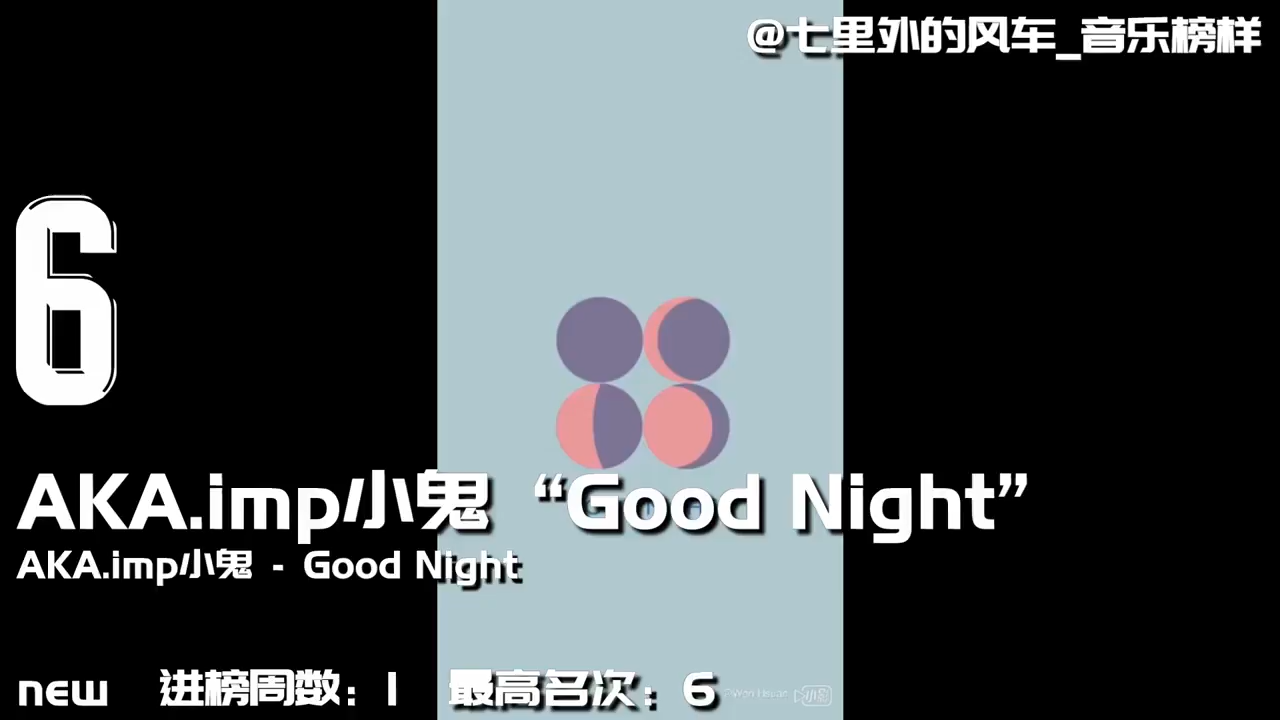 @七里外的风车_音乐榜样
6
AKA.imp小鬼 “Good Night”
AKA.imp小鬼 - Good Night
new 进榜周数：1 最高名次：6
小影